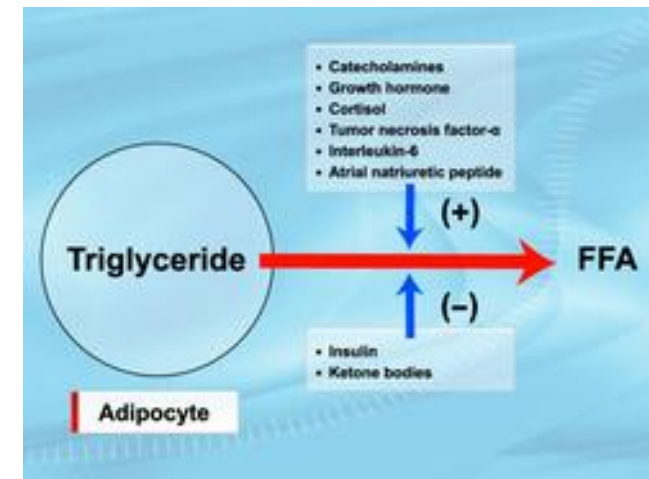 • Catecholamines
• Growth hormone
• Cortisol
• Tumor necrosis factor-α
• Interleukin-6
• Atrial natriuretic peptide
(+)
Triglyceride
FFA
(–)
• Insulin
• Ketone bodies
Adipocyte